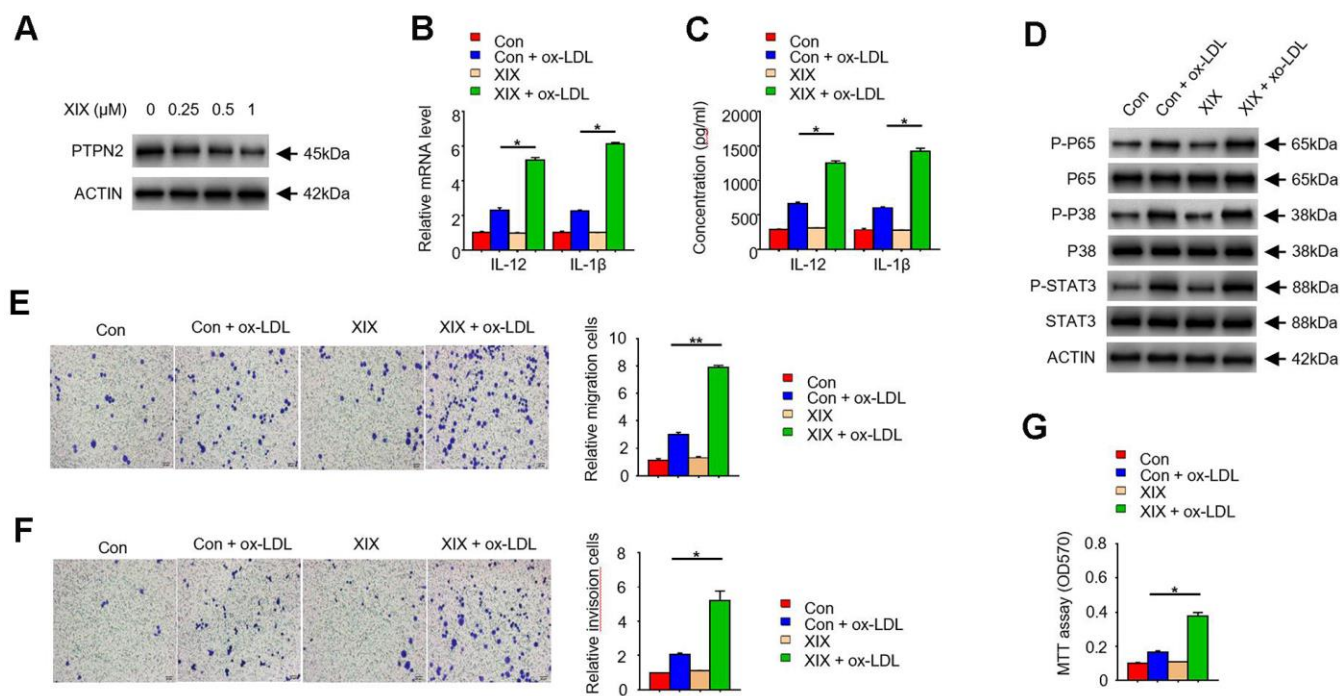 A
XIX (μM) 0 0.25 0.5 1
PTPN2 45kDa
ACTIN 42kDa
B
Con
Con + ox-LDL
XIX
XIX + ox-LDL
Relative mRNA level
8
6
4
2
0
* *
IL-12 IL-1β
C
Con
Con + ox-LDL
XIX
XIX + ox-LDL
Concentration (pg/ml)
2000
1500
1000
500
0
* *
IL-12 IL-1β
D
Con Con + ox-LDL XIX XIX + xo-LDL
P-P65 65kDa
P65 65kDa
P-P38 38kDa
P38 38kDa
P-STAT3 88kDa
STAT3 88kDa
ACTIN 42kDa
E
Con Con + ox-LDL XIX XIX + ox-LDL
Relative migration cells
10
8
6
4
2
0
**
Con
Con + ox-LDL
XIX
XIX + ox-LDL
F
Con Con + ox-LDL XIX XIX + ox-LDL
Relative invisoion cells
8
6
4
2
0
*
Con
Con + ox-LDL
XIX
XIX + ox-LDL
G
Con
Con + ox-LDL
XIX
XIX + ox-LDL
MTT assay (OD570)
0.8
0.6
0.4
0.2
0
*